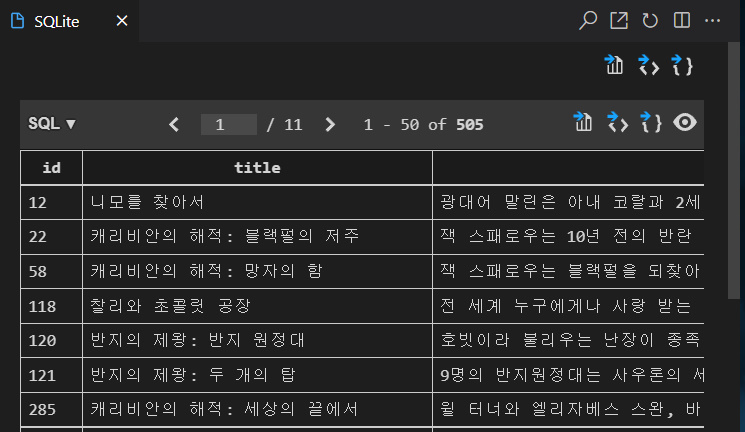 SQLite
SQL ▼ 1 / 11 1 - 50 of 505
id title
12 니모를 찾아서 광대어 말린은 아내 코랄과 2세
22 캐리비안의 해적: 블랙펄의 저주 잭 스패로우는 10년 전의 반란
58 캐리비안의 해적: 망자의 함 잭 스패로우는 블랙펄을 되찾아
118 찰리와 초콜릿 공장 전 세계 누구에게나 사랑 받는
120 반지의 제왕: 반지 원정대 호빗이라 불리우는 난장이 종족
121 반지의 제왕: 두 개의 탑 9명의 반지원정대는 사우론의 세
285 캐리비안의 해적: 세상의 끝에서 윌 터너와 엘리자베스 스완, 바